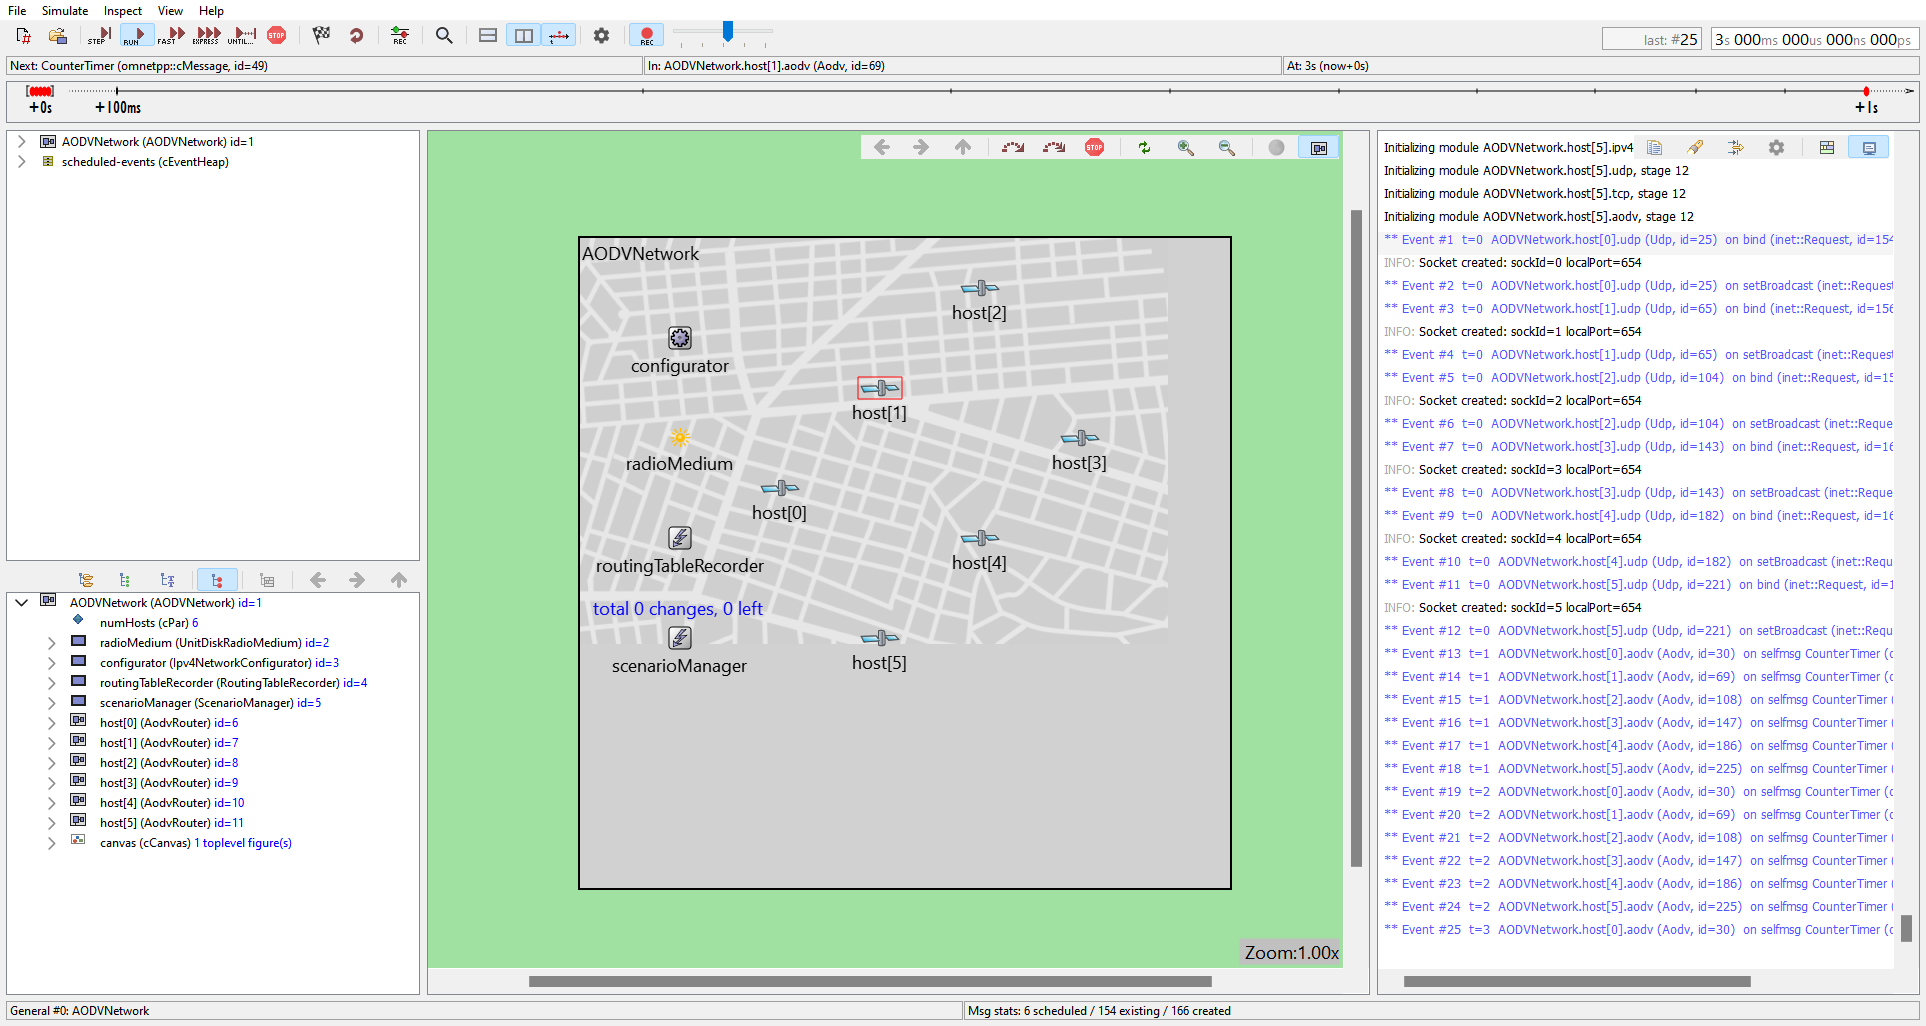 File Simulate Inspect View Help
STEP RUN FAST EXPRESS UNTIL... STOP REC REC
last: #25 3s 000ms 000us 000ns 000ps
Next: CounterTimer (omnetpp::cMessage, id=49) In: AODVNetwork.host[1].aodv (Aodv, id=69) At: 3s (now+0s)
+0s +100ms +1s
AODVNetwork (AODVNetwork) id=1
scheduled-events (cEventHeap)
AODVNetwork (AODVNetwork) id=1
numHosts (cPar) 6
radioMedium (UnitDiskRadioMedium) id=2
configurator (Ipv4NetworkConfigurator) id=3
routingTableRecorder (RoutingTableRecorder) id=4
scenarioManager (ScenarioManager) id=5
host[0] (AodvRouter) id=6
host[1] (AodvRouter) id=7
host[2] (AodvRouter) id=8
host[3] (AodvRouter) id=9
host[4] (AodvRouter) id=10
host[5] (AodvRouter) id=11
canvas (cCanvas) 1 toplevel figure(s)
STOP
AODVNetwork
host[2]
configurator
host[1]
radioMedium
host[3]
host[0]
routingTableRecorder
host[4]
total 0 changes, 0 left
scenarioManager
host[5]
Zoom:1.00x
Initializing module AODVNetwork.host[5].ipv4
Initializing module AODVNetwork.host[5].udp, stage 12
Initializing module AODVNetwork.host[5].tcp, stage 12
Initializing module AODVNetwork.host[5].aodv, stage 12
** Event #1 t=0 AODVNetwork.host[0].udp (Udp, id=25) on bind (inet::Request, id=154
INFO: Socket created: sockId=0 localPort=654
** Event #2 t=0 AODVNetwork.host[0].udp (Udp, id=25) on setBroadcast (inet::Request
** Event #3 t=0 AODVNetwork.host[1].udp (Udp, id=65) on bind (inet::Request, id=156
INFO: Socket created: sockId=1 localPort=654
** Event #4 t=0 AODVNetwork.host[1].udp (Udp, id=65) on setBroadcast (inet::Request
** Event #5 t=0 AODVNetwork.host[2].udp (Udp, id=104) on bind (inet::Request, id=15
INFO: Socket created: sockId=2 localPort=654
** Event #6 t=0 AODVNetwork.host[2].udp (Udp, id=104) on setBroadcast (inet::Reque
** Event #7 t=0 AODVNetwork.host[3].udp (Udp, id=143) on bind (inet::Request, id=16
INFO: Socket created: sockId=3 localPort=654
** Event #8 t=0 AODVNetwork.host[3].udp (Udp, id=143) on setBroadcast (inet::Reque
** Event #9 t=0 AODVNetwork.host[4].udp (Udp, id=182) on bind (inet::Request, id=16
INFO: Socket created: sockId=4 localPort=654
** Event #10 t=0 AODVNetwork.host[4].udp (Udp, id=182) on setBroadcast (inet::Requ
** Event #11 t=0 AODVNetwork.host[5].udp (Udp, id=221) on bind (inet::Request, id=1
INFO: Socket created: sockId=5 localPort=654
** Event #12 t=0 AODVNetwork.host[5].udp (Udp, id=221) on setBroadcast (inet::Requ
** Event #13 t=1 AODVNetwork.host[0].aodv (Aodv, id=30) on selfmsg CounterTimer (c
** Event #14 t=1 AODVNetwork.host[1].aodv (Aodv, id=69) on selfmsg CounterTimer (c
** Event #15 t=1 AODVNetwork.host[2].aodv (Aodv, id=108) on selfmsg CounterTimer (
** Event #16 t=1 AODVNetwork.host[3].aodv (Aodv, id=147) on selfmsg CounterTimer (
** Event #17 t=1 AODVNetwork.host[4].aodv (Aodv, id=186) on selfmsg CounterTimer (
** Event #18 t=1 AODVNetwork.host[5].aodv (Aodv, id=225) on selfmsg CounterTimer (
** Event #19 t=2 AODVNetwork.host[0].aodv (Aodv, id=30) on selfmsg CounterTimer (c
** Event #20 t=2 AODVNetwork.host[1].aodv (Aodv, id=69) on selfmsg CounterTimer (c
** Event #21 t=2 AODVNetwork.host[2].aodv (Aodv, id=108) on selfmsg CounterTimer (
** Event #22 t=2 AODVNetwork.host[3].aodv (Aodv, id=147) on selfmsg CounterTimer (
** Event #23 t=2 AODVNetwork.host[4].aodv (Aodv, id=186) on selfmsg CounterTimer (
** Event #24 t=2 AODVNetwork.host[5].aodv (Aodv, id=225) on selfmsg CounterTimer (
** Event #25 t=3 AODVNetwork.host[0].aodv (Aodv, id=30) on selfmsg CounterTimer (c
General #0: AODVNetwork Msg stats: 6 scheduled / 154 existing / 166 created